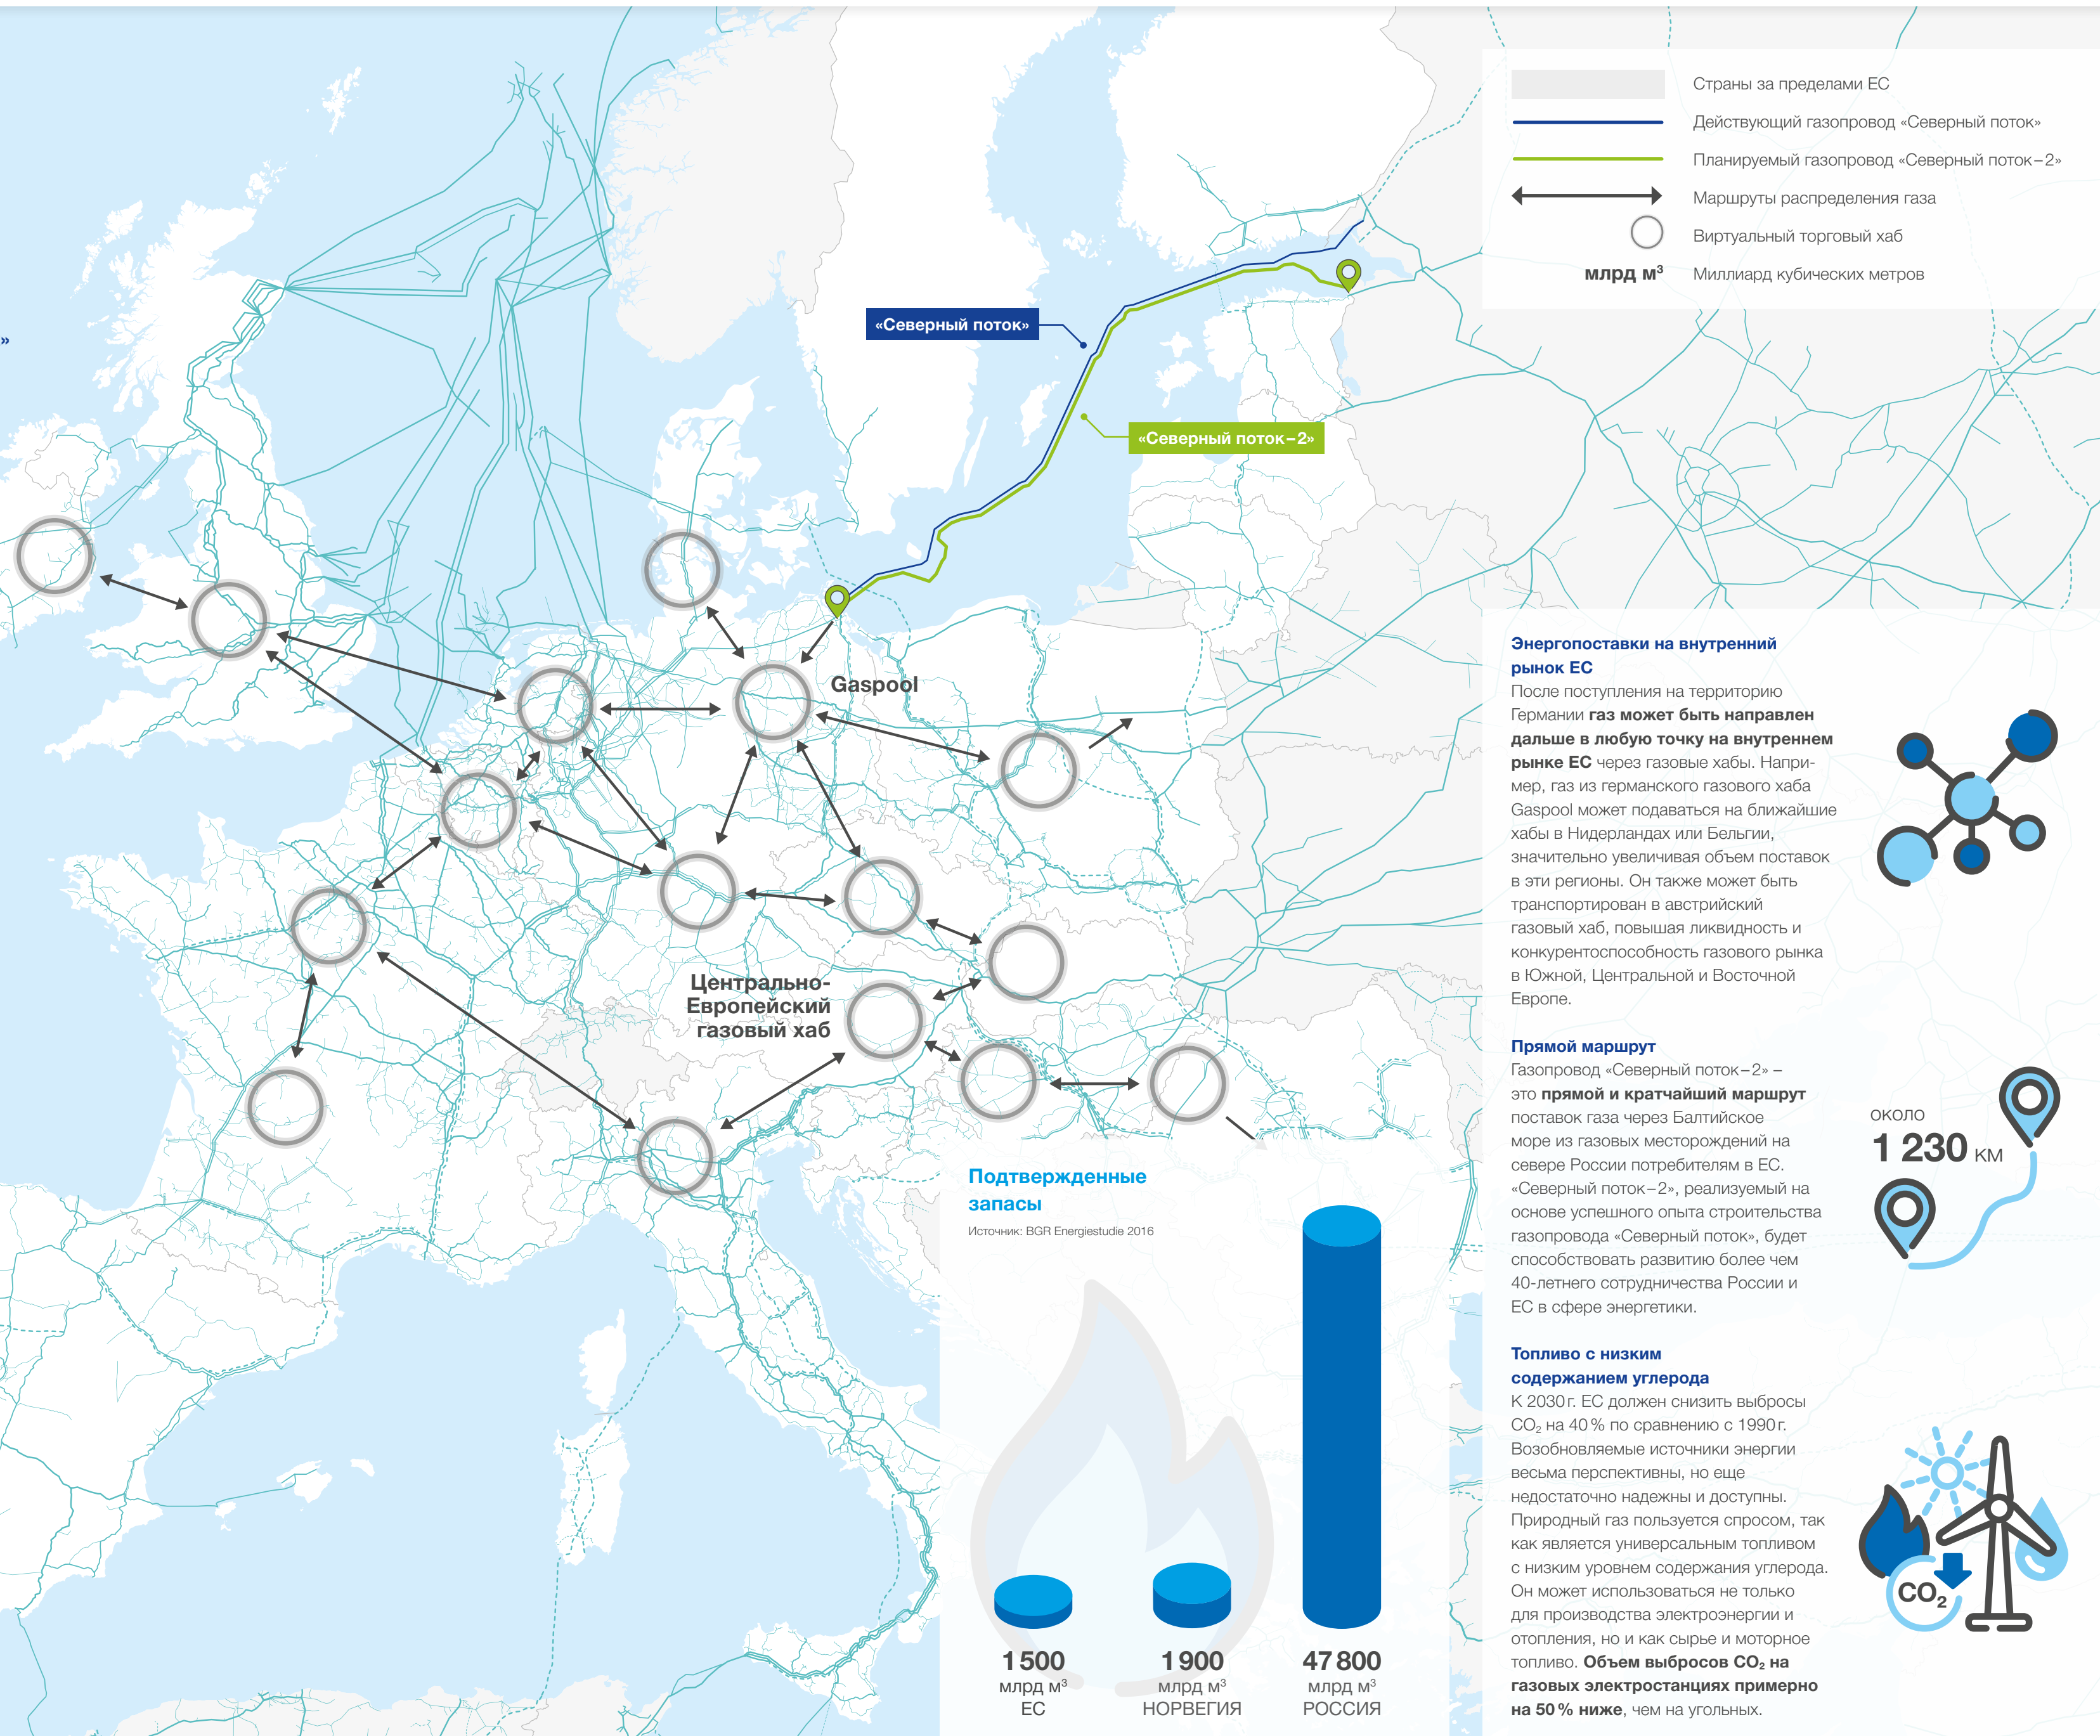 »
Страны за пределами ЕС
Действующий газопровод «Северный поток»
Планируемый газопровод «Северный поток – 2»
Маршруты распределения газа
Виртуальный торговый хаб
млрд м³ Миллиард кубических метров
«Северный поток»
«Северный поток – 2»
Gaspool
Центрально-
Европейский
газовый хаб
Подтвержденные
запасы
Источник: BGR Energiestudie 2016
1 500
млрд м³
ЕС
1 900
млрд м³
НОРВЕГИЯ
47 800
млрд м³
РОССИЯ
Энергопоставки на внутренний
рынок ЕС
После поступления на территорию
Германии газ может быть направлен
дальше в любую точку на внутреннем
рынке ЕС через газовые хабы. Напри-
мер, газ из германского газового хаба
Gaspool может подаваться на ближайшие
хабы в Нидерландах или Бельгии,
значительно увеличивая объем поставок
в эти регионы. Он также может быть
транспортирован в австрийский
газовый хаб, повышая ликвидность и
конкурентоспособность газового рынка
в Южной, Центральной и Восточной
Европе.
Прямой маршрут
Газопровод «Северный поток – 2» –
это прямой и кратчайший маршрут
поставок газа через Балтийское
море из газовых месторождений на
севере России потребителям в ЕС.
«Северный поток – 2», реализуемый на
основе успешного опыта строительства
газопровода «Северный поток», будет
способствовать развитию более чем
40-летнего сотрудничества России и
ЕС в сфере энергетики.
ОКОЛО
1 230 КМ
Топливо с низким
содержанием углерода
К 2030 г. ЕС должен снизить выбросы
CO₂ на 40 % по сравнению с 1990 г.
Возобновляемые источники энергии
весьма перспективны, но еще
недостаточно надежны и доступны.
Природный газ пользуется спросом, так
как является универсальным топливом
с низким уровнем содержания углерода.
Он может использоваться не только
для производства электроэнергии и
отопления, но и как сырье и моторное
топливо. Объем выбросов CO₂ на
газовых электростанциях примерно
на 50 % ниже, чем на угольных.
CO₂